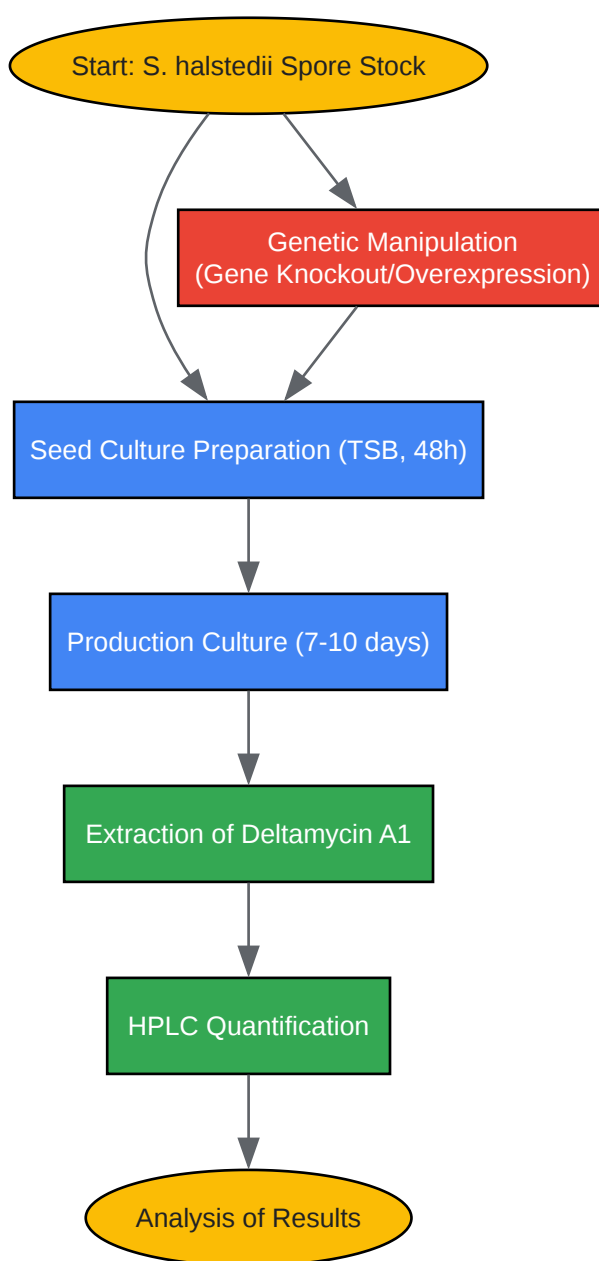 Start: S. halstedii Spore Stock
Genetic Manipulation
(Gene Knockout/Overexpression)
Seed Culture Preparation (TSB, 48h)
Production Culture (7-10 days)
Extraction of Deltamycin A1
HPLC Quantification
Analysis of Results